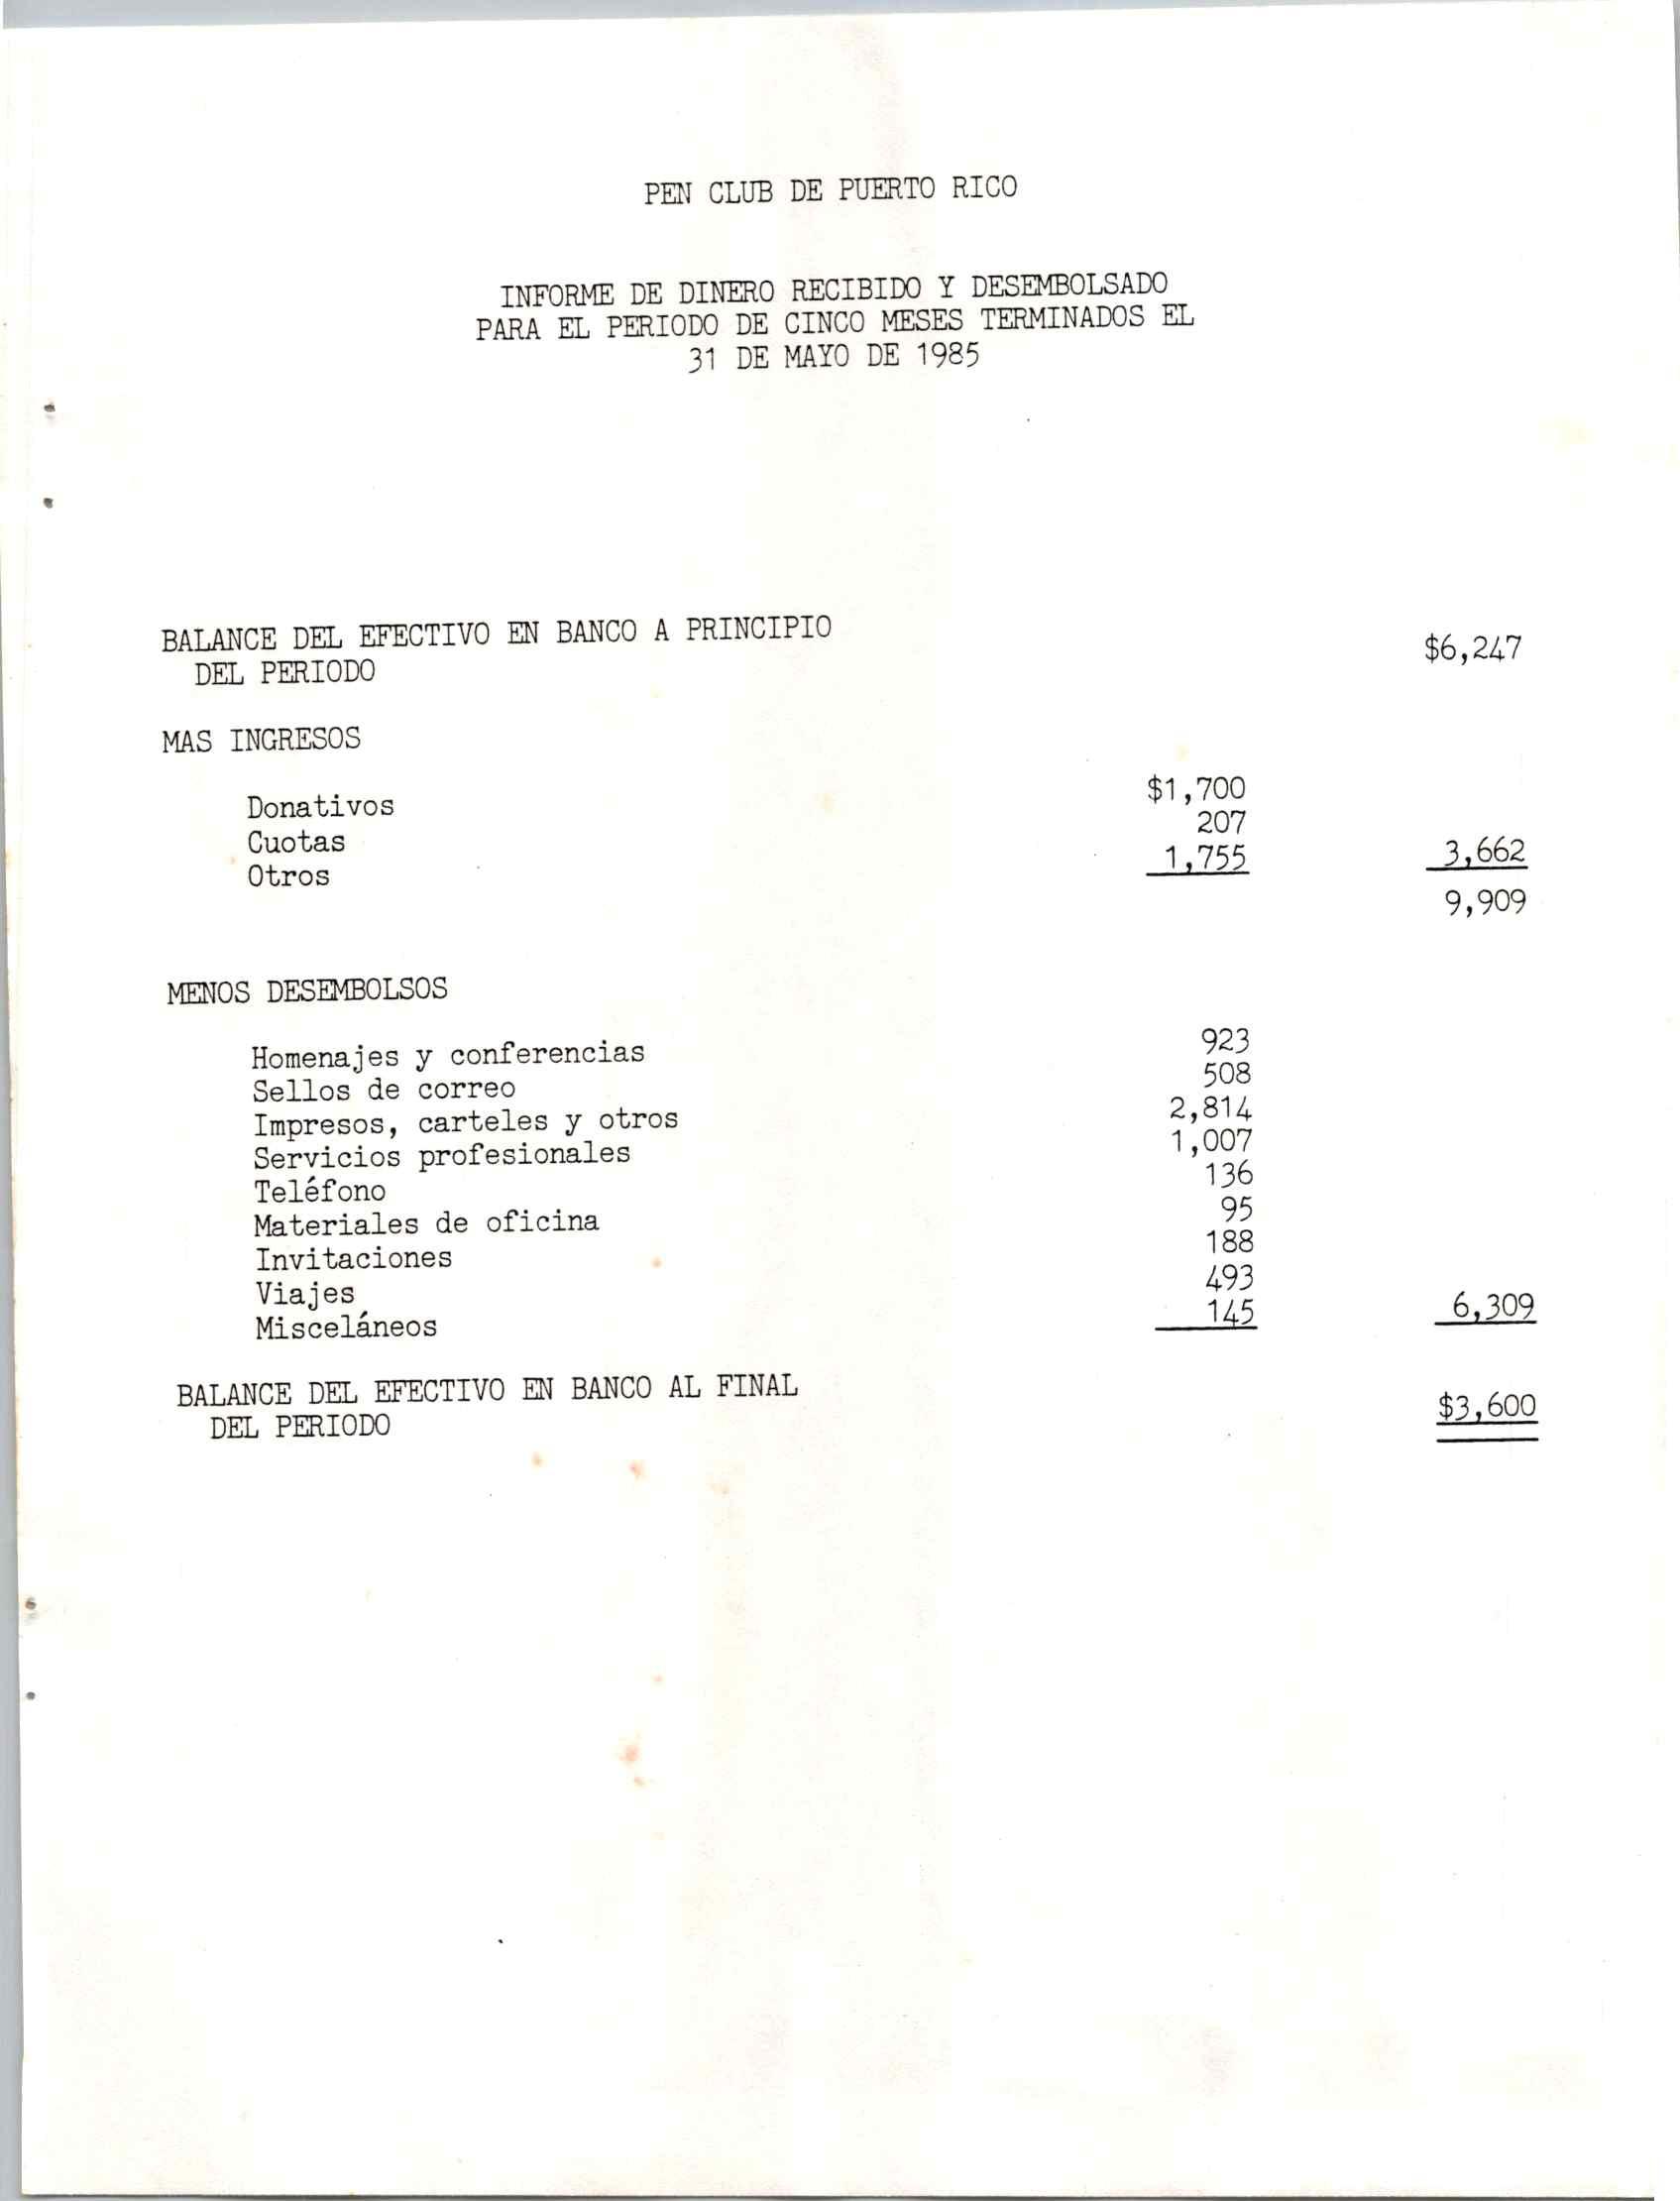 PEN CLUB DE PUERTO RICO
INFORME DE DINERO RECIBIDO Y DESEMBOLSADO
PARA EL PERIODO DE CINCO MESES TERMINADOS EL
31 DE MAYO DE 1985
BALANCE DEL EFECTIVO EN BANCO A PRINCIPIO
DEL PERIODO $6,247
MAS INGRESOS
Donativos $1,700
Cuotas 207
Otros 1,755 3,662
9,909
MENOS DESEMBOLSOS
Homenajes y conferencias 923
Sellos de correo 508
Impresos, carteles y otros 2,814
Servicios profesionales 1,007
Teléfono 136
Materiales de oficina 95
Invitaciones 188
Viajes 493
Misceláneos 145 6,309
BALANCE DEL EFECTIVO EN BANCO AL FINAL
DEL PERIODO $3,600